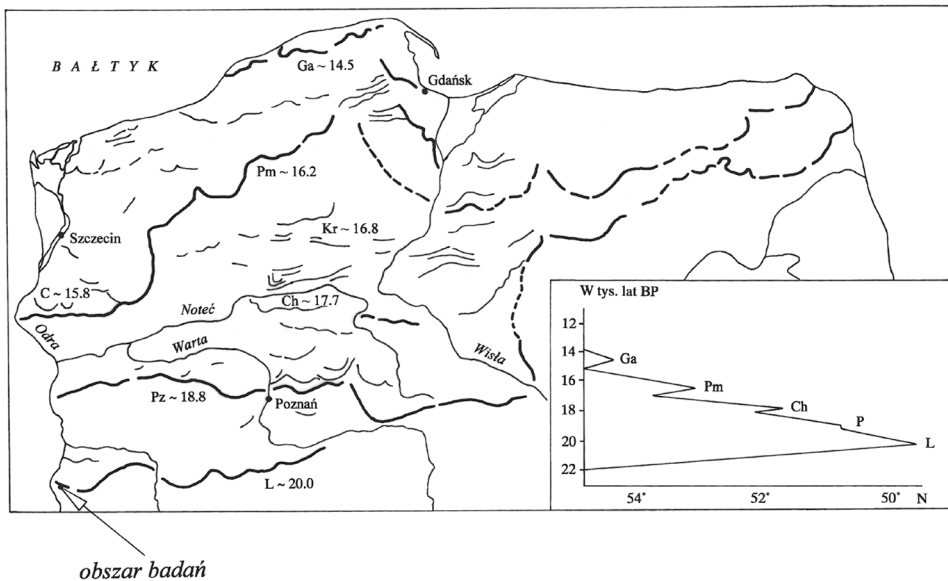 BAŁTYK
Ga ~ 14.5
Gdańsk
Pm ~ 16.2
Szczecin
Kr ~ 16.8
C ~ 15.8
Noteć
Ch ~ 17.7
Odra
Warta
Wisła
Pz ~ 18.8
Poznań
L ~ 20.0
obszar badań
W tys. lat BP
12
14
16
18
20
22
Ga
Pm
Ch
P
L
54°
52°
50°
N